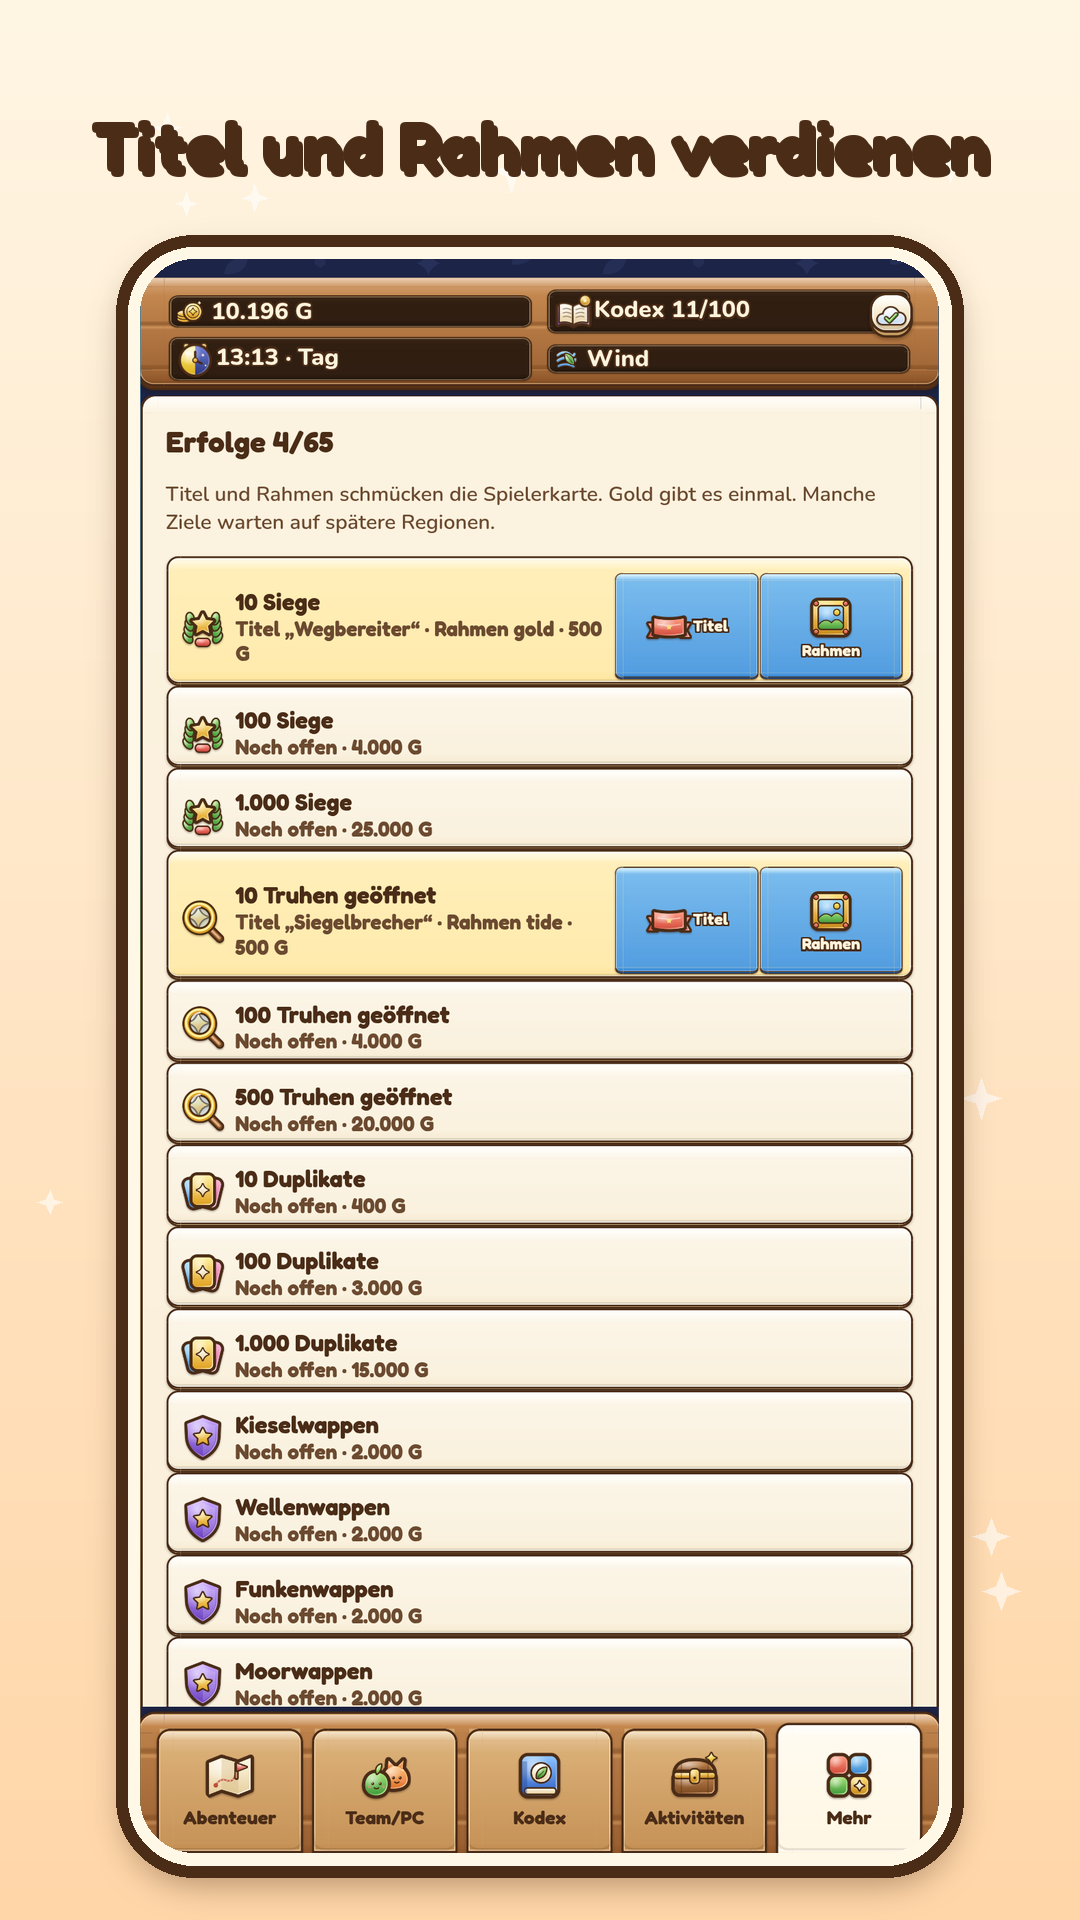 Titel und Rahmen verdienen
10.196 G
Kodex 11/100
13:13 · Tag
Wind
Erfolge 4/65
Titel und Rahmen schmücken die Spielerkarte. Gold gibt es einmal. Manche
Ziele warten auf spätere Regionen.
10 Siege
Titel „Wegbereiter“ · Rahmen gold · 500
G
Titel
Rahmen
100 Siege
Noch offen · 4.000 G
1.000 Siege
Noch offen · 25.000 G
10 Truhen geöffnet
Titel „Siegelbrecher“ · Rahmen tide ·
500 G
Titel
Rahmen
100 Truhen geöffnet
Noch offen · 4.000 G
500 Truhen geöffnet
Noch offen · 20.000 G
10 Duplikate
Noch offen · 400 G
100 Duplikate
Noch offen · 3.000 G
1.000 Duplikate
Noch offen · 15.000 G
Kieselwappen
Noch offen · 2.000 G
Wellenwappen
Noch offen · 2.000 G
Funkenwappen
Noch offen · 2.000 G
Moorwappen
Noch offen · 2.000 G
Abenteuer
Team/PC
Kodex
Aktivitäten
Mehr